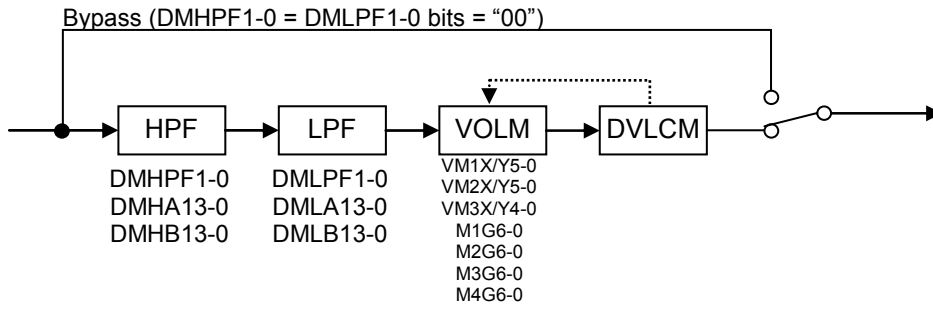 Bypass (DMHPF1-0 = DMLPF1-0 bits = “00”)
HPF
LPF
VOLM
DVLCM
DMHPF1-0
DMHA13-0
DMHB13-0
DMLPF1-0
DMLA13-0
DMLB13-0
VM1X/Y5-0
VM2X/Y5-0
VM3X/Y4-0
M1G6-0
M2G6-0
M3G6-0
M4G6-0